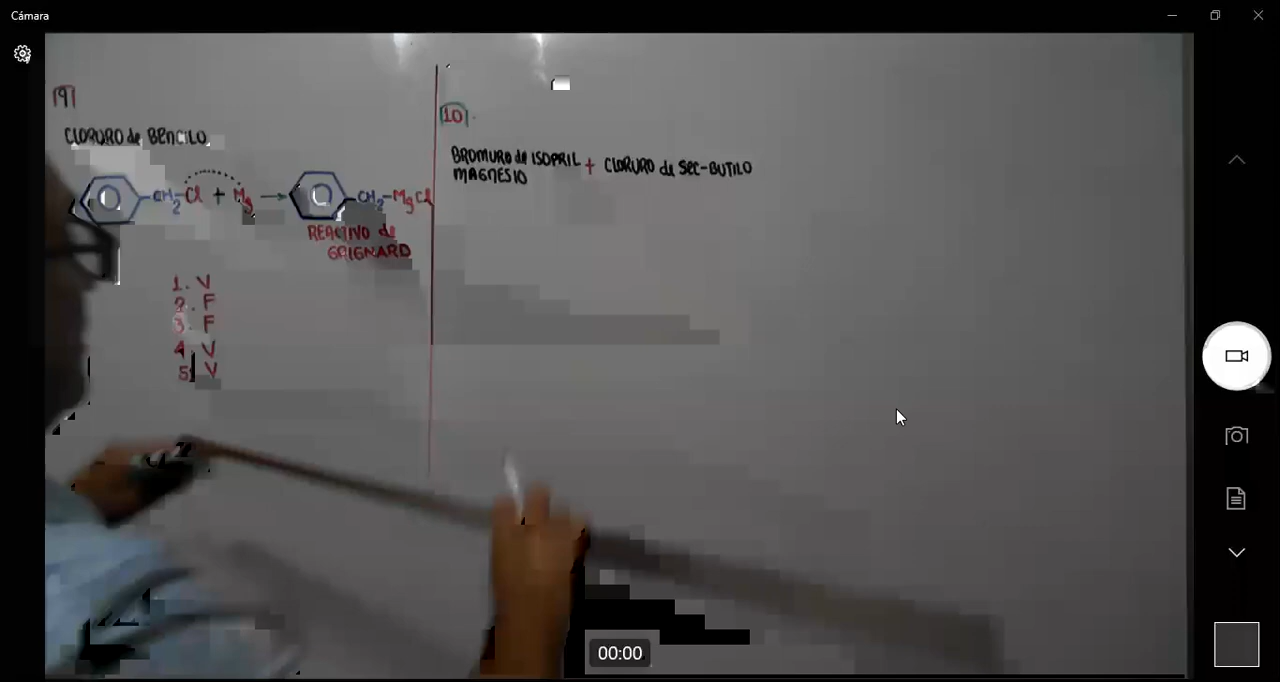 Cámara
9
CLORURO de BENCILO
CH2-Cl + Mg → CH2-MgCl
REACTIVO de
GRIGNARD
1. V
2. F
3. F
4. V
5. V
10
BROMURO de ISOPRIL + CLORURO de SEC-BUTILO
MAGNESIO
00:00